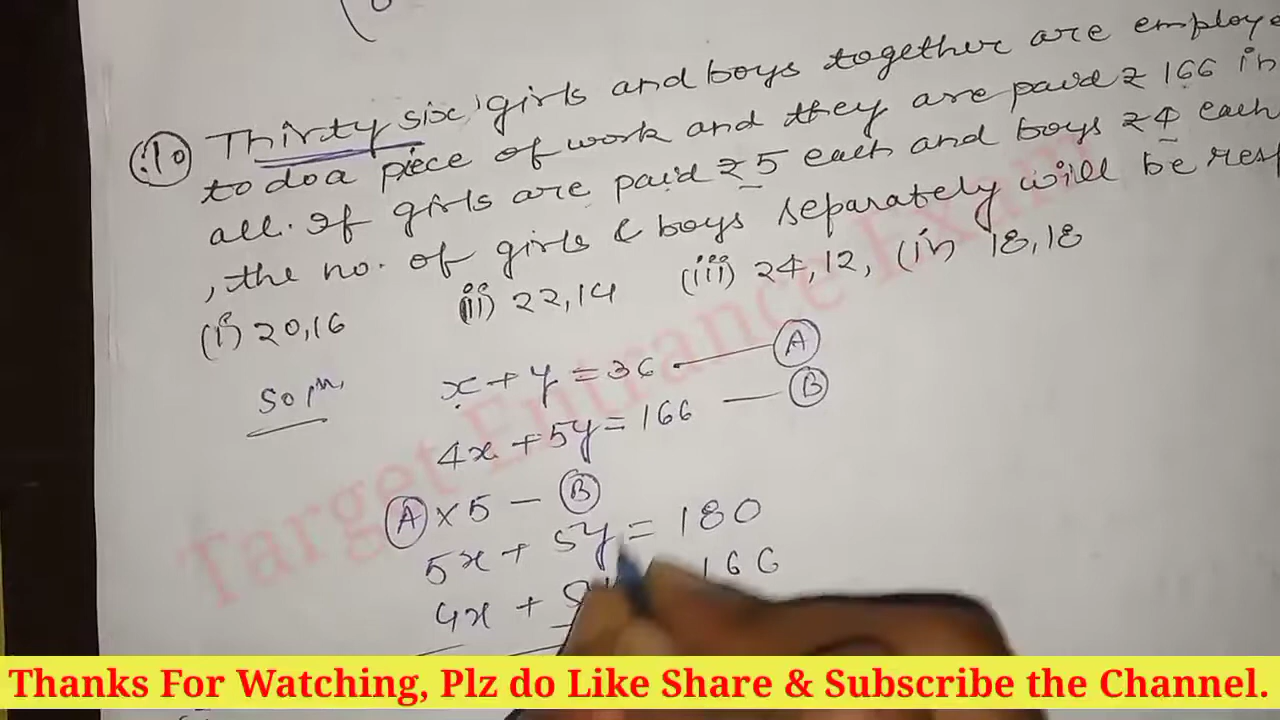 :10 Thirty six girls and boys together are employe
to do a piece of work and they are paid ₹ 166 in
all. If girls are paid ₹5 each and boys ₹4 each
, the no. of girls & boys separately will be resp
(i) 20,16 (ii) 22,14 (iii) 24,12, (iv) 18,18
Soln,
x + y = 36 — A
4x + 5y = 166 — B
A × 5 – B
5x + 5y = 180
4x + 5 166
Target Entrance Exam
Thanks For Watching, Plz do Like Share & Subscribe the Channel.